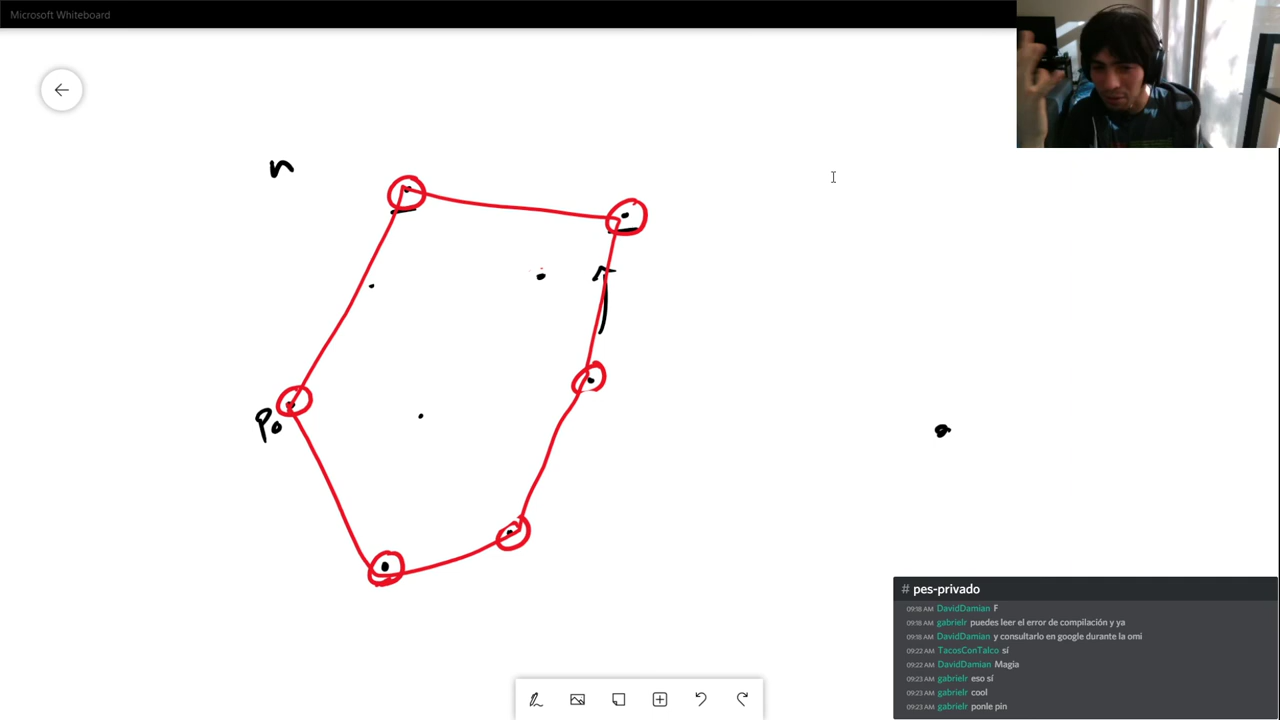 Microsoft Whiteboard
n
P0
# pes-privado
09:18 AM DavidDamian F
09:18 AM gabrielr puedes leer el error de compilación y ya
09:18 AM DavidDamian y consultarlo en google durante la omi
09:22 AM TacosConTalco sí
09:22 AM DavidDamian Magia
09:23 AM gabrielr eso sí
09:23 AM gabrielr cool
09:23 AM gabrielr ponle pin